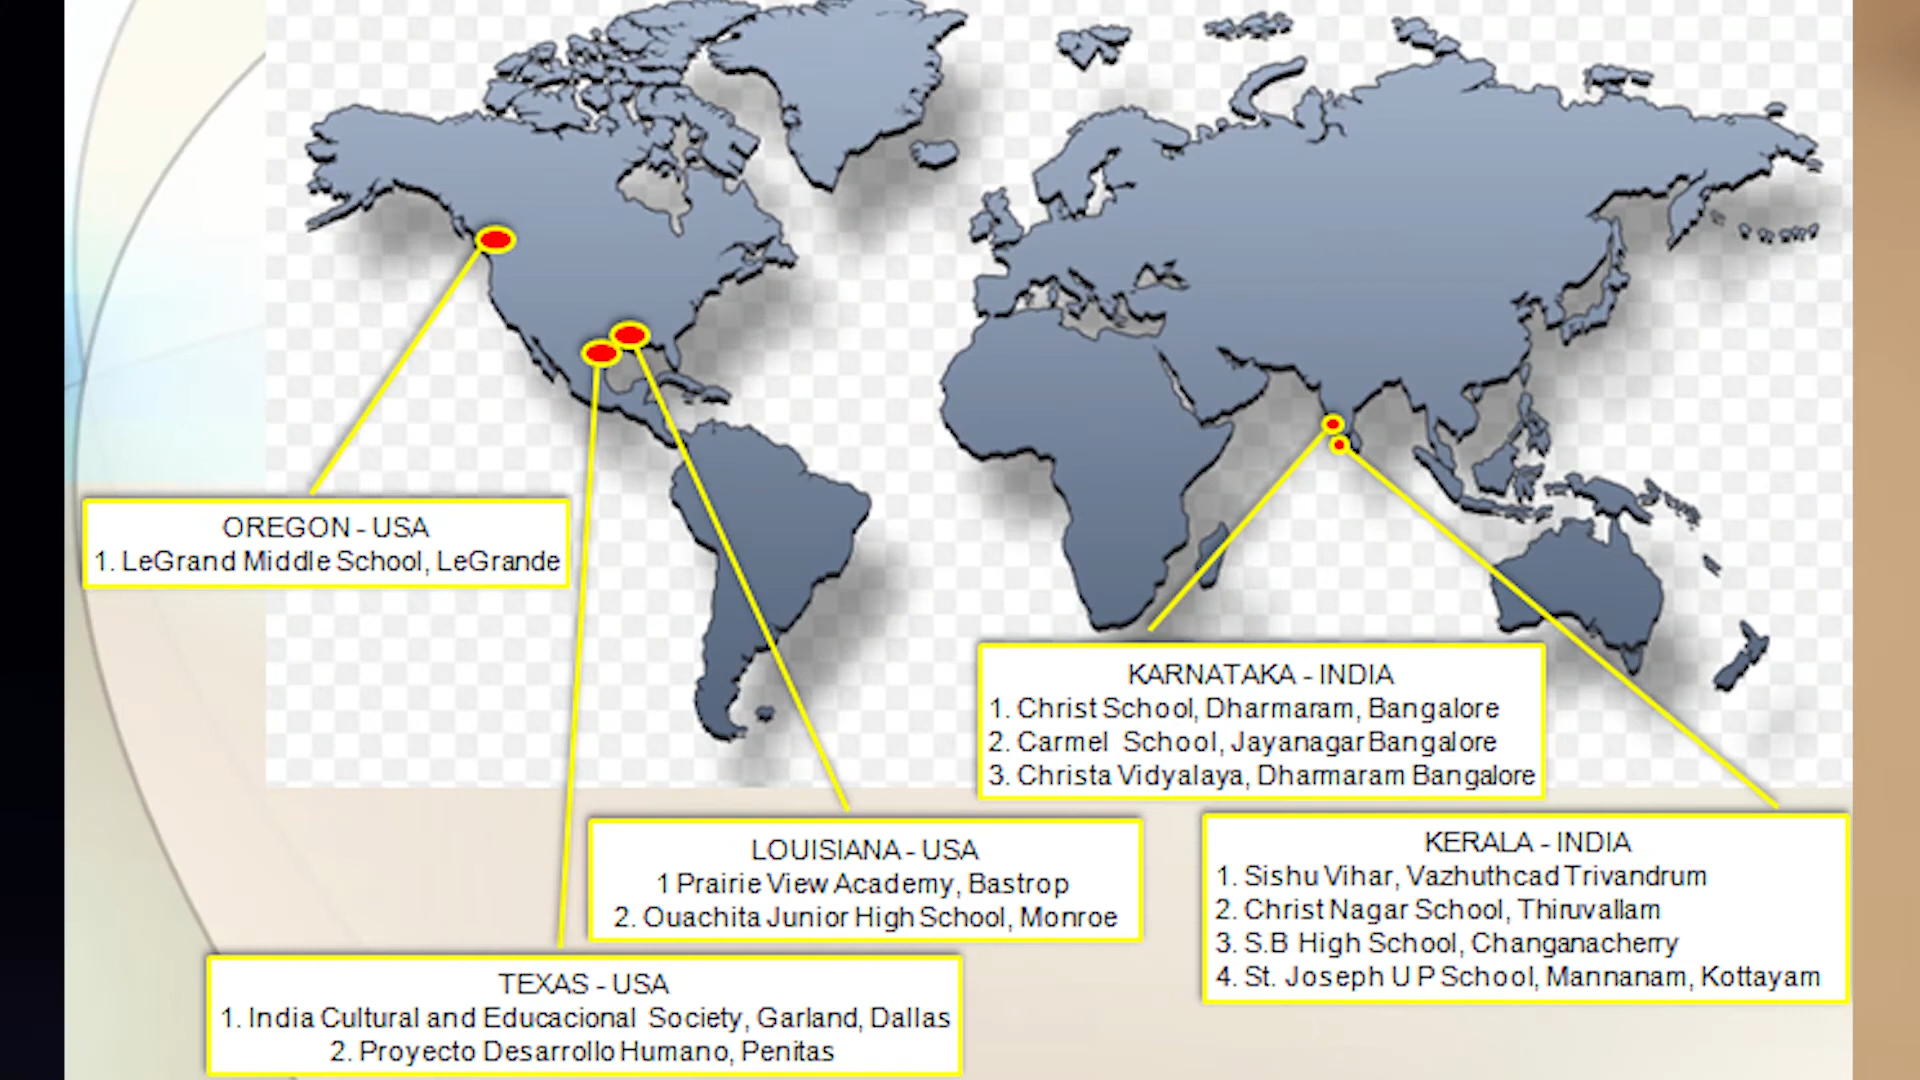 OREGON - USA
1. LeGrand Middle School, LeGrande
KARNATAKA - INDIA
1. Christ School, Dharmaram, Bangalore
2. Carmel School, Jayanagar Bangalore
3. Christa Vidyalaya, Dharmaram Bangalore
LOUISIANA - USA
1 Prairie View Academy, Bastrop
2. Ouachita Junior High School, Monroe
KERALA - INDIA
1. Sishu Vihar, Vazhuthcad Trivandrum
2. Christ Nagar School, Thiruvallam
3. S.B High School, Changanacherry
4. St. Joseph U P School, Mannanam, Kottayam
TEXAS - USA
1. India Cultural and Educacional Society, Garland, Dallas
2. Proyecto Desarrollo Humano, Penitas